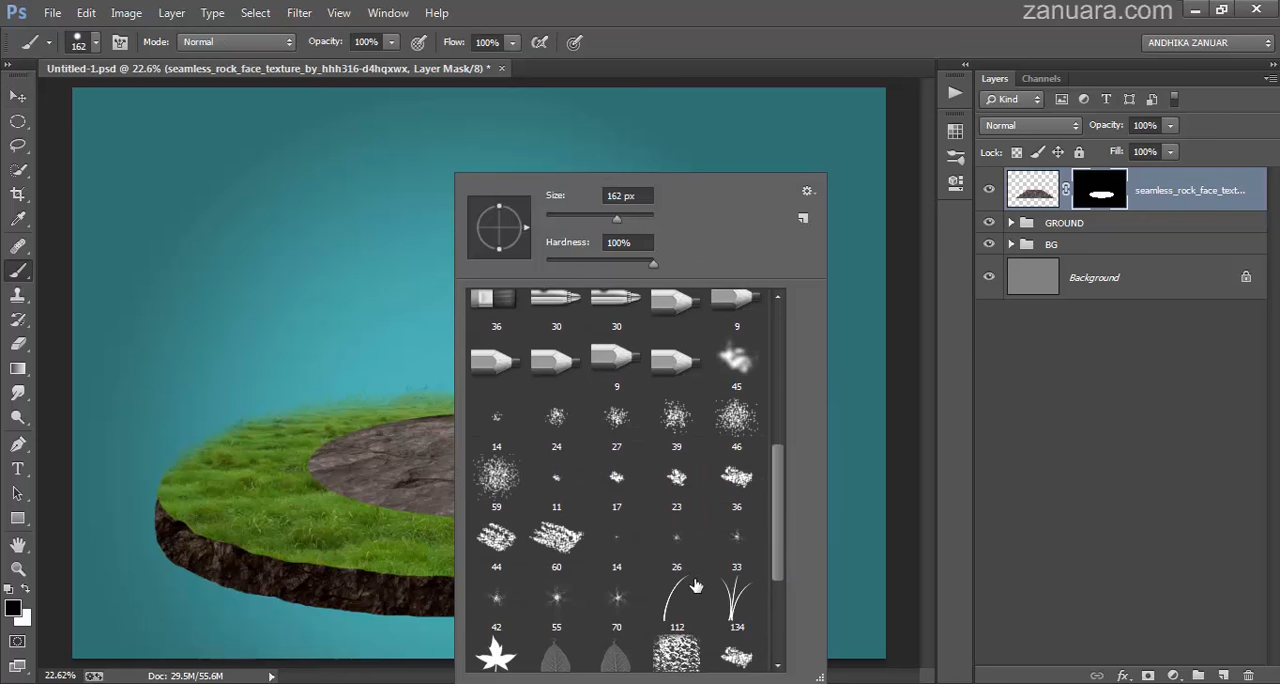 zanuara.com
Ps File Edit Image Layer Type Select Filter View Window Help
162 Mode: Normal Opacity: 100% Flow: 100% ANDHIKA ZANUAR
Untitled-1.psd @ 22.6% (seamless_rock_face_texture_by_hhh316-d4hqxwx, Layer Mask/8) *
Layers Channels
Kind
Normal Opacity: 100%
Lock: Fill: 100%
seamless_rock_face_text...
GROUND
BG
Background
Size: 162 px
Hardness: 100%
36 30 30 9
9 45
14 24 27 39 46
59 11 17 23 36
44 60 14 26 33
42 55 70 112 134
22.62% Doc: 29.5M/55.6M